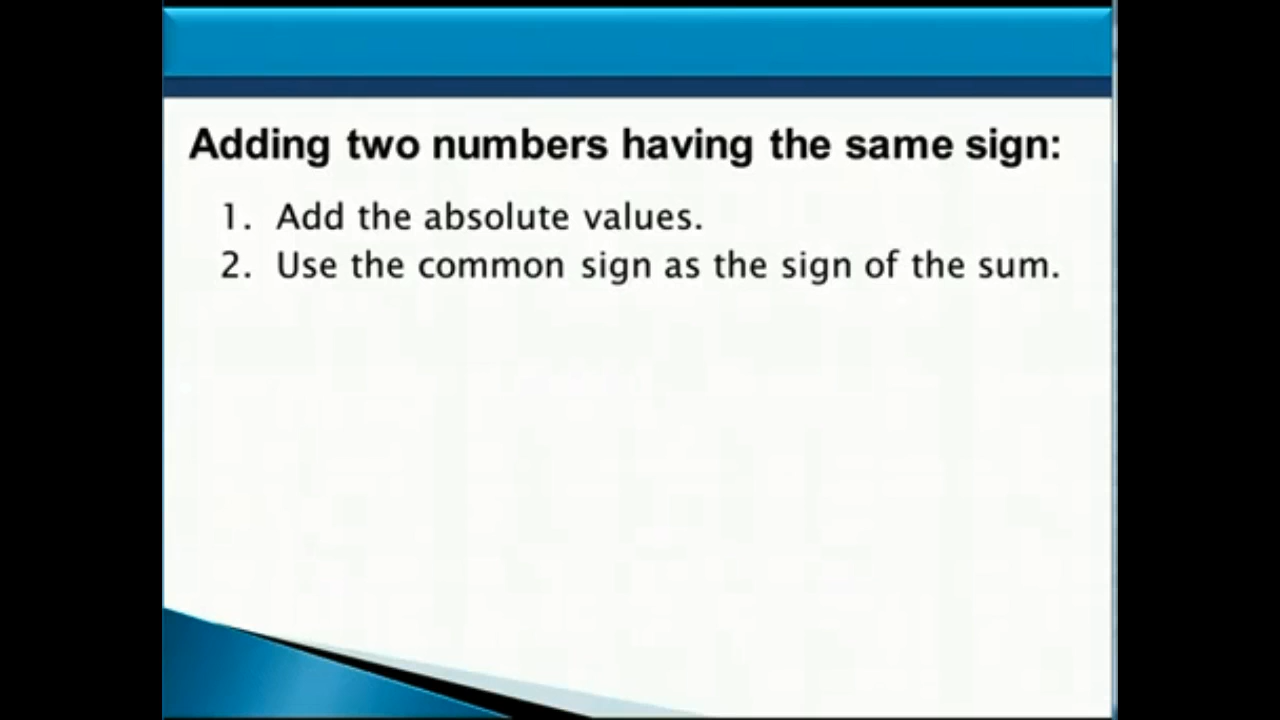 Adding two numbers having the same sign:
1. Add the absolute values.
2. Use the common sign as the sign of the sum.